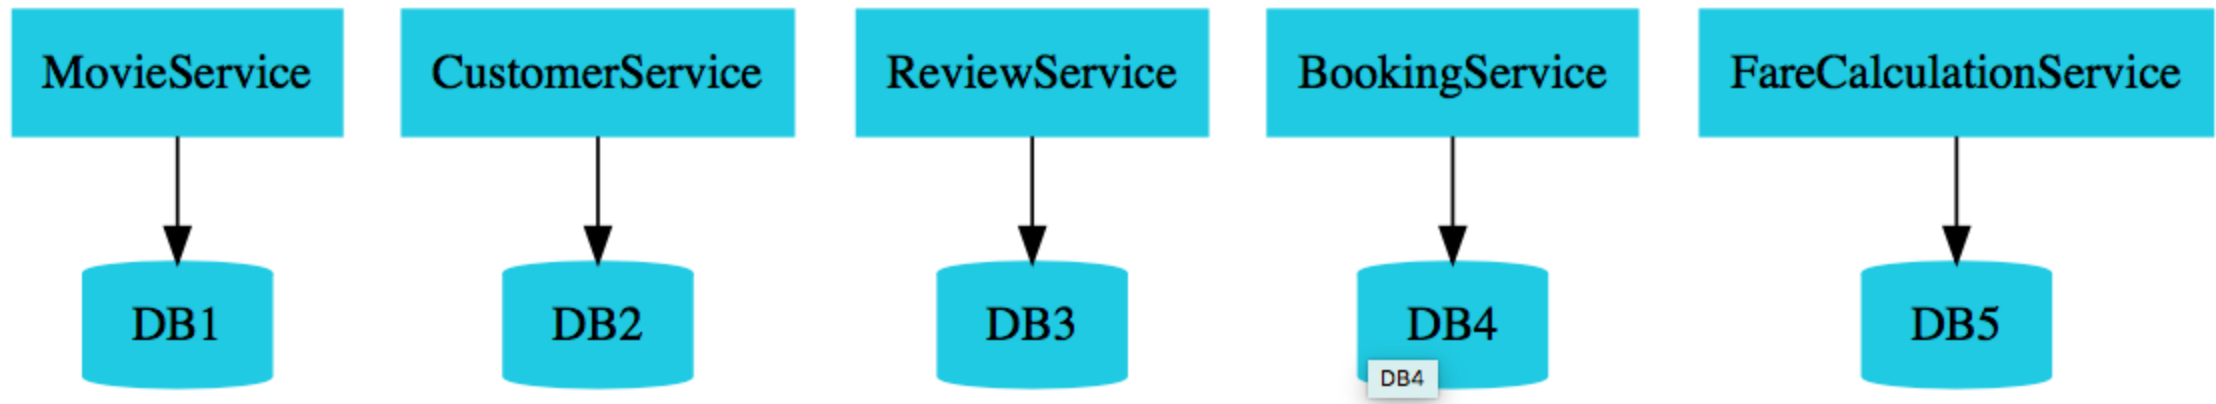 MovieService
CustomerService
ReviewService
BookingService
FareCalculationService
DB1
DB2
DB3
DB4
DB5
DB4